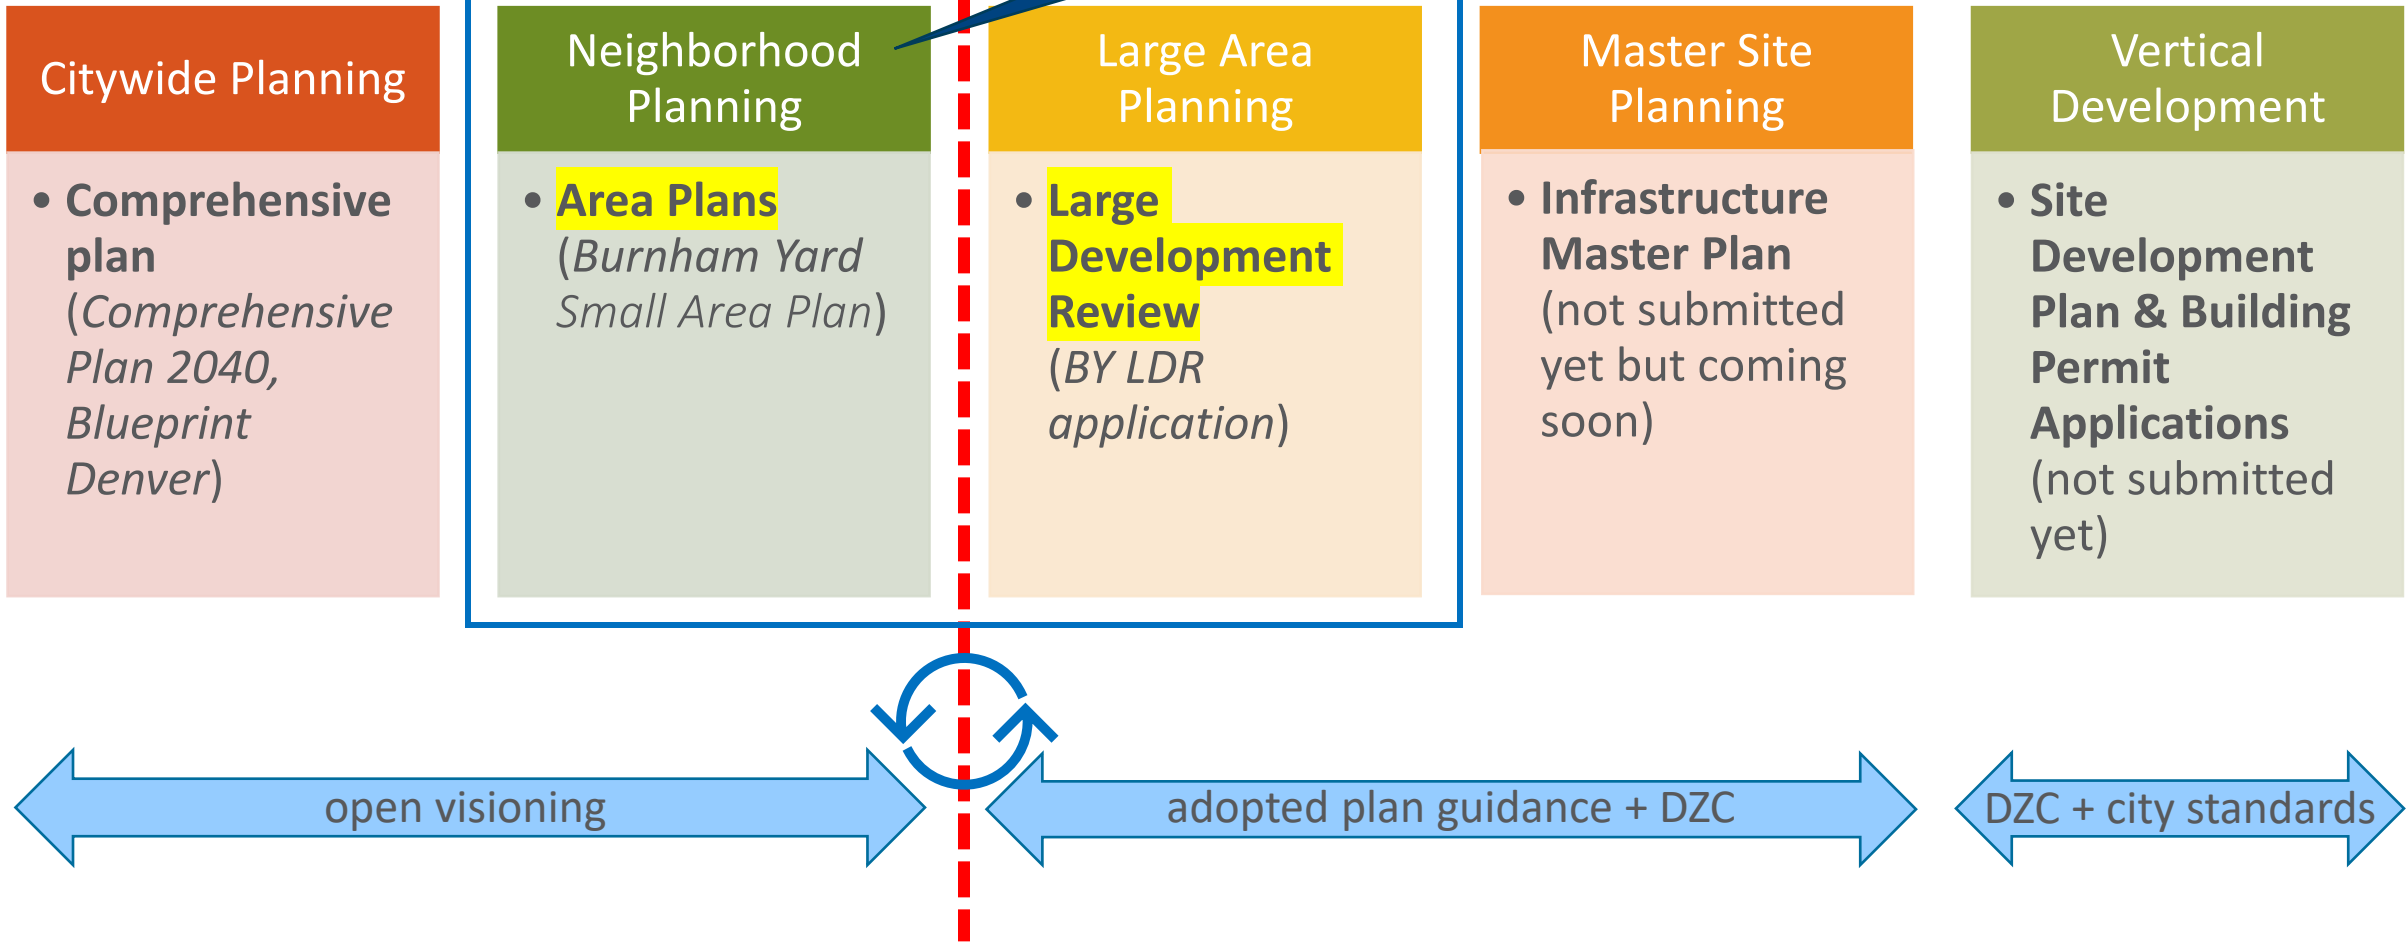 Citywide Planning
• Comprehensive
plan
(Comprehensive
Plan 2040,
Blueprint
Denver)
Neighborhood
Planning
• Area Plans
(Burnham Yard
Small Area Plan)
Large Area
Planning
• Large
Development
Review
(BY LDR
application)
Master Site
Planning
• Infrastructure
Master Plan
(not submitted
yet but coming
soon)
Vertical
Development
• Site
Development
Plan & Building
Permit
Applications
(not submitted
yet)
open visioning
adopted plan guidance + DZC
DZC + city standards